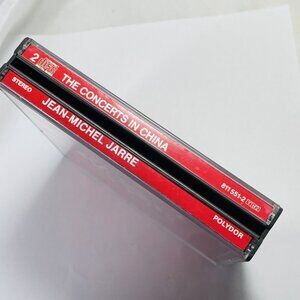 2 THE CONCERTS IN CHINA 811 551-2
STEREO JEAN-MICHEL JARRE POLYDOR